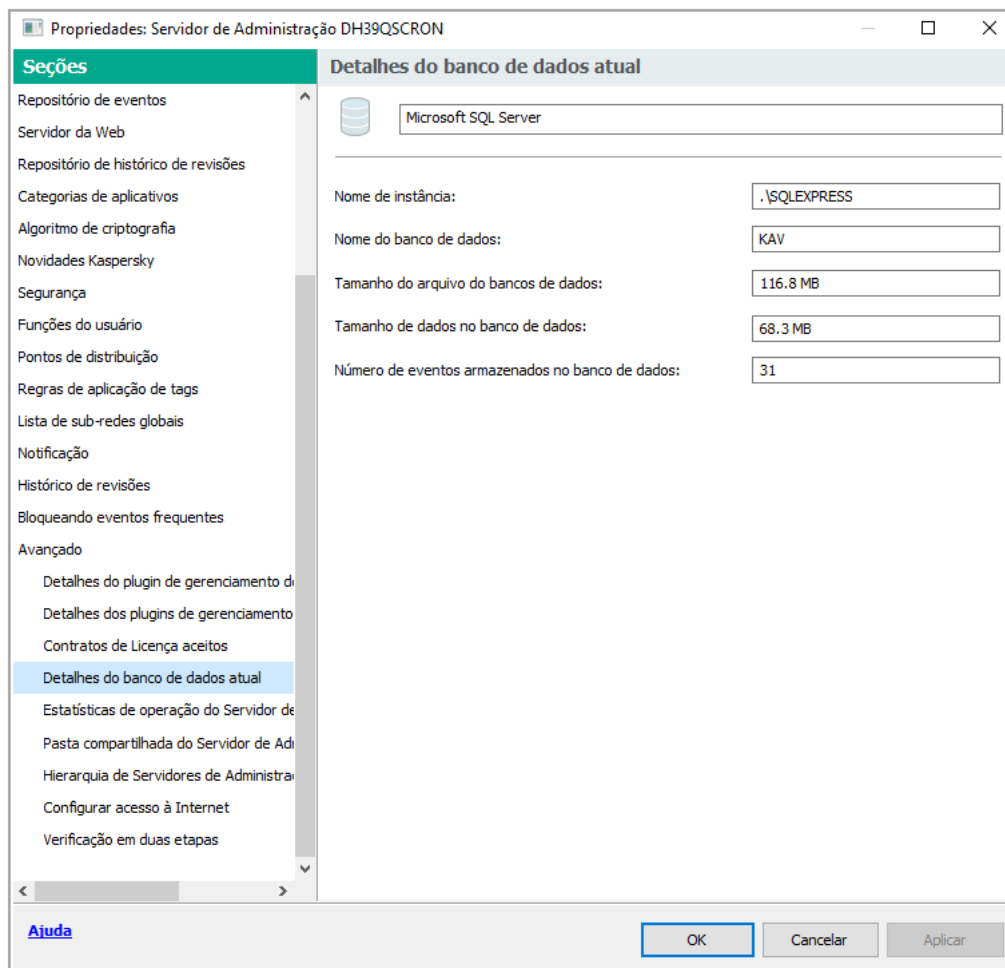 Propriedades: Servidor de Administração DH39QSCRON
Seções
Repositório de eventos
Servidor da Web
Repositório de histórico de revisões
Categorias de aplicativos
Algoritmo de criptografia
Novidades Kaspersky
Segurança
Funções do usuário
Pontos de distribuição
Regras de aplicação de tags
Lista de sub-redes globais
Notificação
Histórico de revisões
Bloqueando eventos frequentes
Avançado
Detalhes do plugin de gerenciamento d
Detalhes dos plugins de gerenciamento
Contratos de Licença aceitos
Detalhes do banco de dados atual
Estatísticas de operação do Servidor de
Pasta compartilhada do Servidor de Adı
Hierarquia de Servidores de Administra
Configurar acesso à Internet
Verificação em duas etapas
Detalhes do banco de dados atual
Microsoft SQL Server
Nome de instância: .\SQLEXPRESS
Nome do banco de dados: KAV
Tamanho do arquivo do bancos de dados: 116.8 MB
Tamanho de dados no banco de dados: 68.3 MB
Número de eventos armazenados no banco de dados: 31
Ajuda
OK Cancelar Aplicar